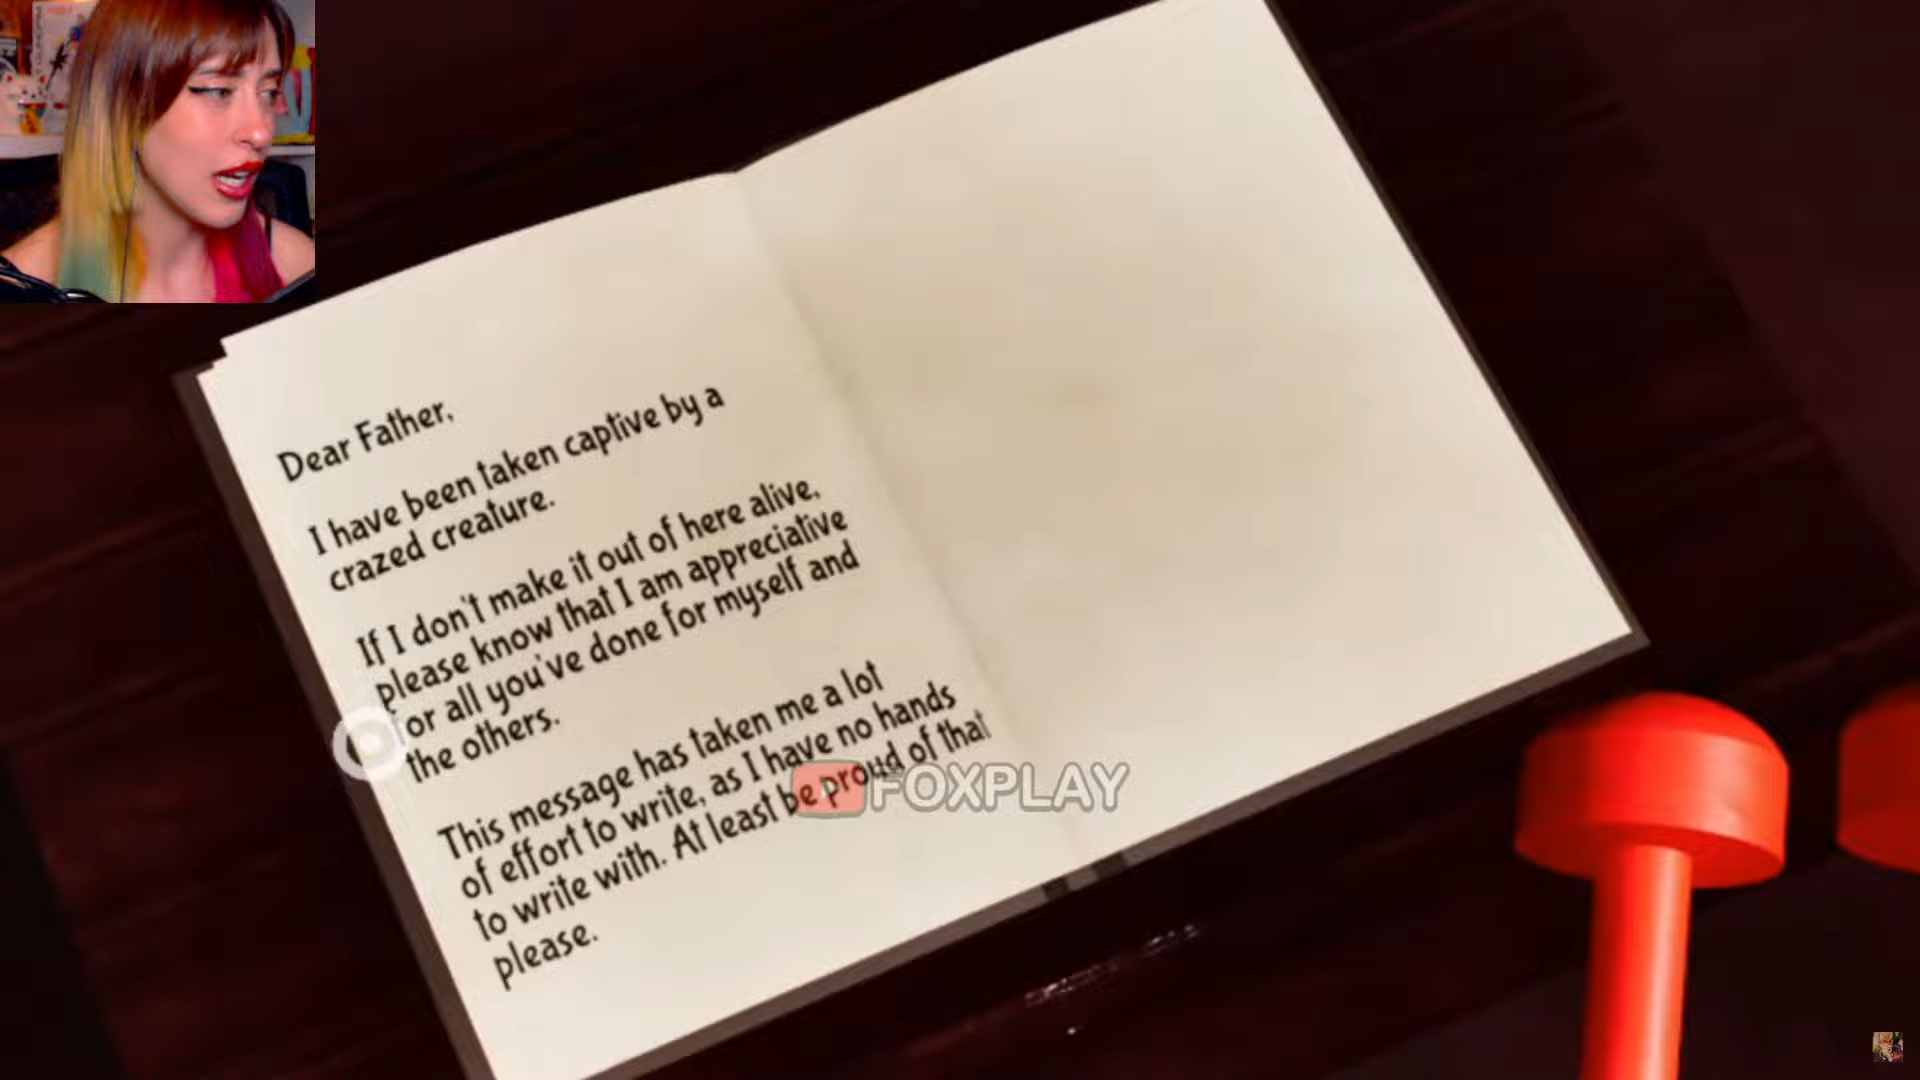 Dear Father,
I have been taken captive by a
crazed creature.
If I don't make it out of here alive,
please know that I am appreciative
for all you've done for myself and
the others.
This message has taken me a lot
of effort to write, as I have no hands
to write with. At least be proud of that
please.
FOXPLAY